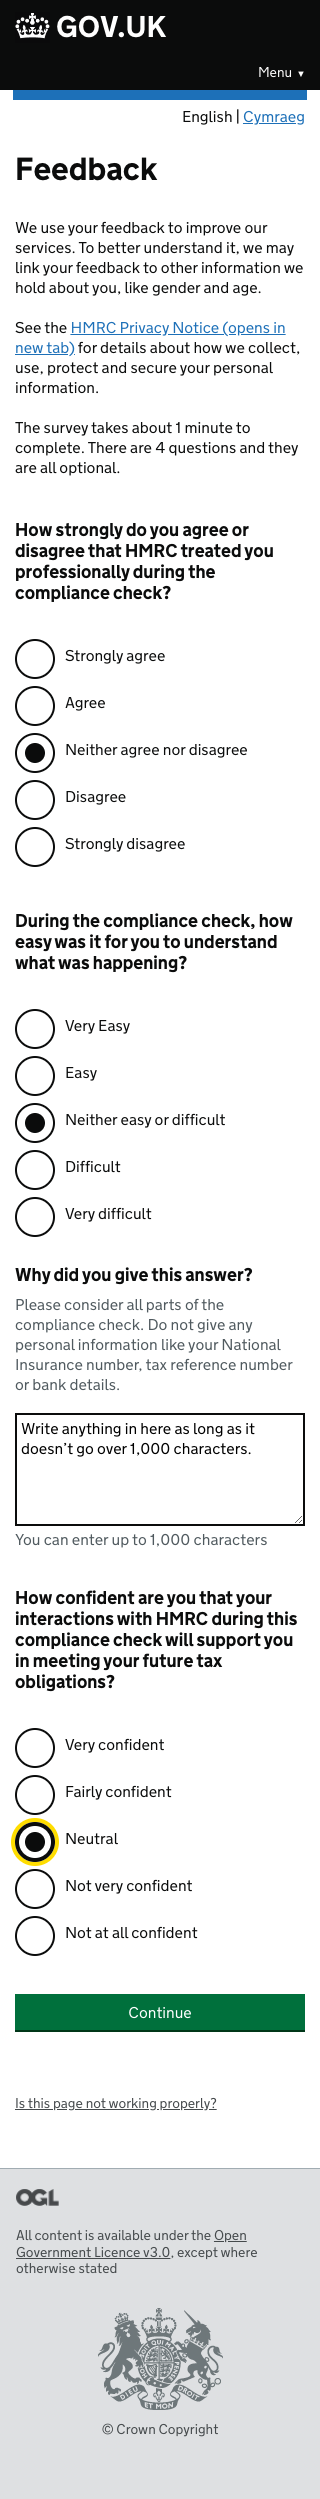 GOV.UK
Menu ▼
English | Cymraeg
Feedback
We use your feedback to improve our
services. To better understand it, we may
link your feedback to other information we
hold about you, like gender and age.
See the HMRC Privacy Notice (opens in
new tab) for details about how we collect,
use, protect and secure your personal
information.
The survey takes about 1 minute to
complete. There are 4 questions and they
are all optional.
How strongly do you agree or
disagree that HMRC treated you
professionally during the
compliance check?
Strongly agree
Agree
Neither agree nor disagree
Disagree
Strongly disagree
During the compliance check, how
easy was it for you to understand
what was happening?
Very Easy
Easy
Neither easy or difficult
Difficult
Very difficult
Why did you give this answer?
Please consider all parts of the
compliance check. Do not give any
personal information like your National
Insurance number, tax reference number
or bank details.
Write anything in here as long as it
doesn’t go over 1,000 characters.
You can enter up to 1,000 characters
How confident are you that your
interactions with HMRC during this
compliance check will support you
in meeting your future tax
obligations?
Very confident
Fairly confident
Neutral
Not very confident
Not at all confident
Continue
Is this page not working properly?
OGL
All content is available under the Open
Government Licence v3.0, except where
otherwise stated
DIEU ET MON DROIT
© Crown Copyright